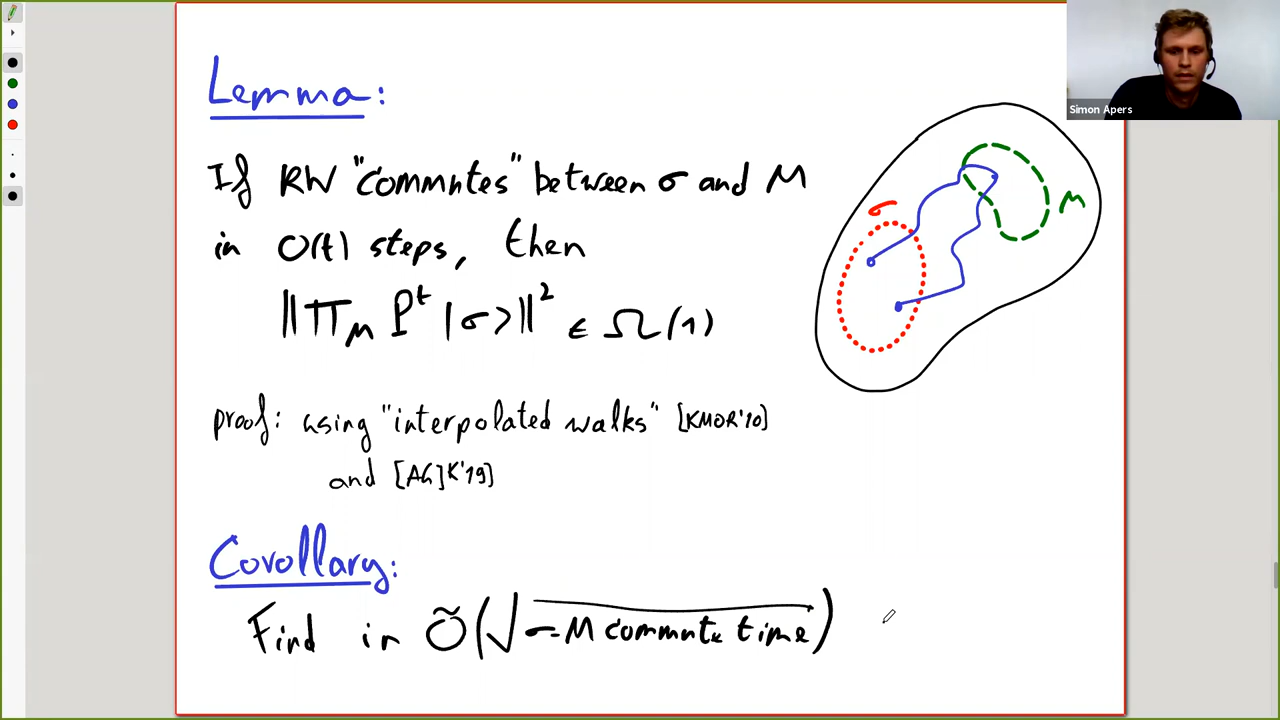 Lemma:
If RW "commutes" between σ and M
in O(t) steps, then
‖Π_M P^t |σ>‖² ∈ Ω(1)
proof: using "interpolated walks" [KMOR'10]
and [AGJK'19]
Corollary:
Find in Õ(√σ-M commute time)
σ
M
Simon Apers